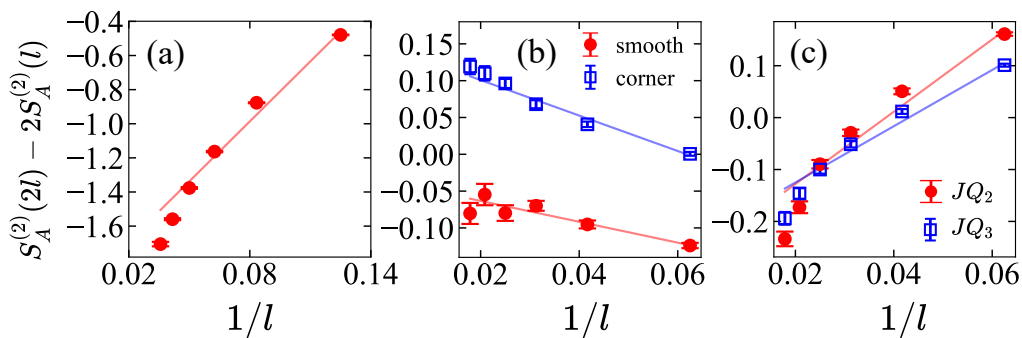 S_A^{(2)}(2l) − 2S_A^{(2)}(l)
(a)
−0.4
−0.6
−0.8
−1.0
−1.2
−1.4
−1.6
0.02
0.08
0.14
1/l
(b)
smooth
corner
0.15
0.10
0.05
0.00
−0.05
−0.10
0.02
0.04
0.06
1/l
(c)
0.1
0.0
−0.1
−0.2
JQ_2
JQ_3
0.02
0.04
0.06
1/l